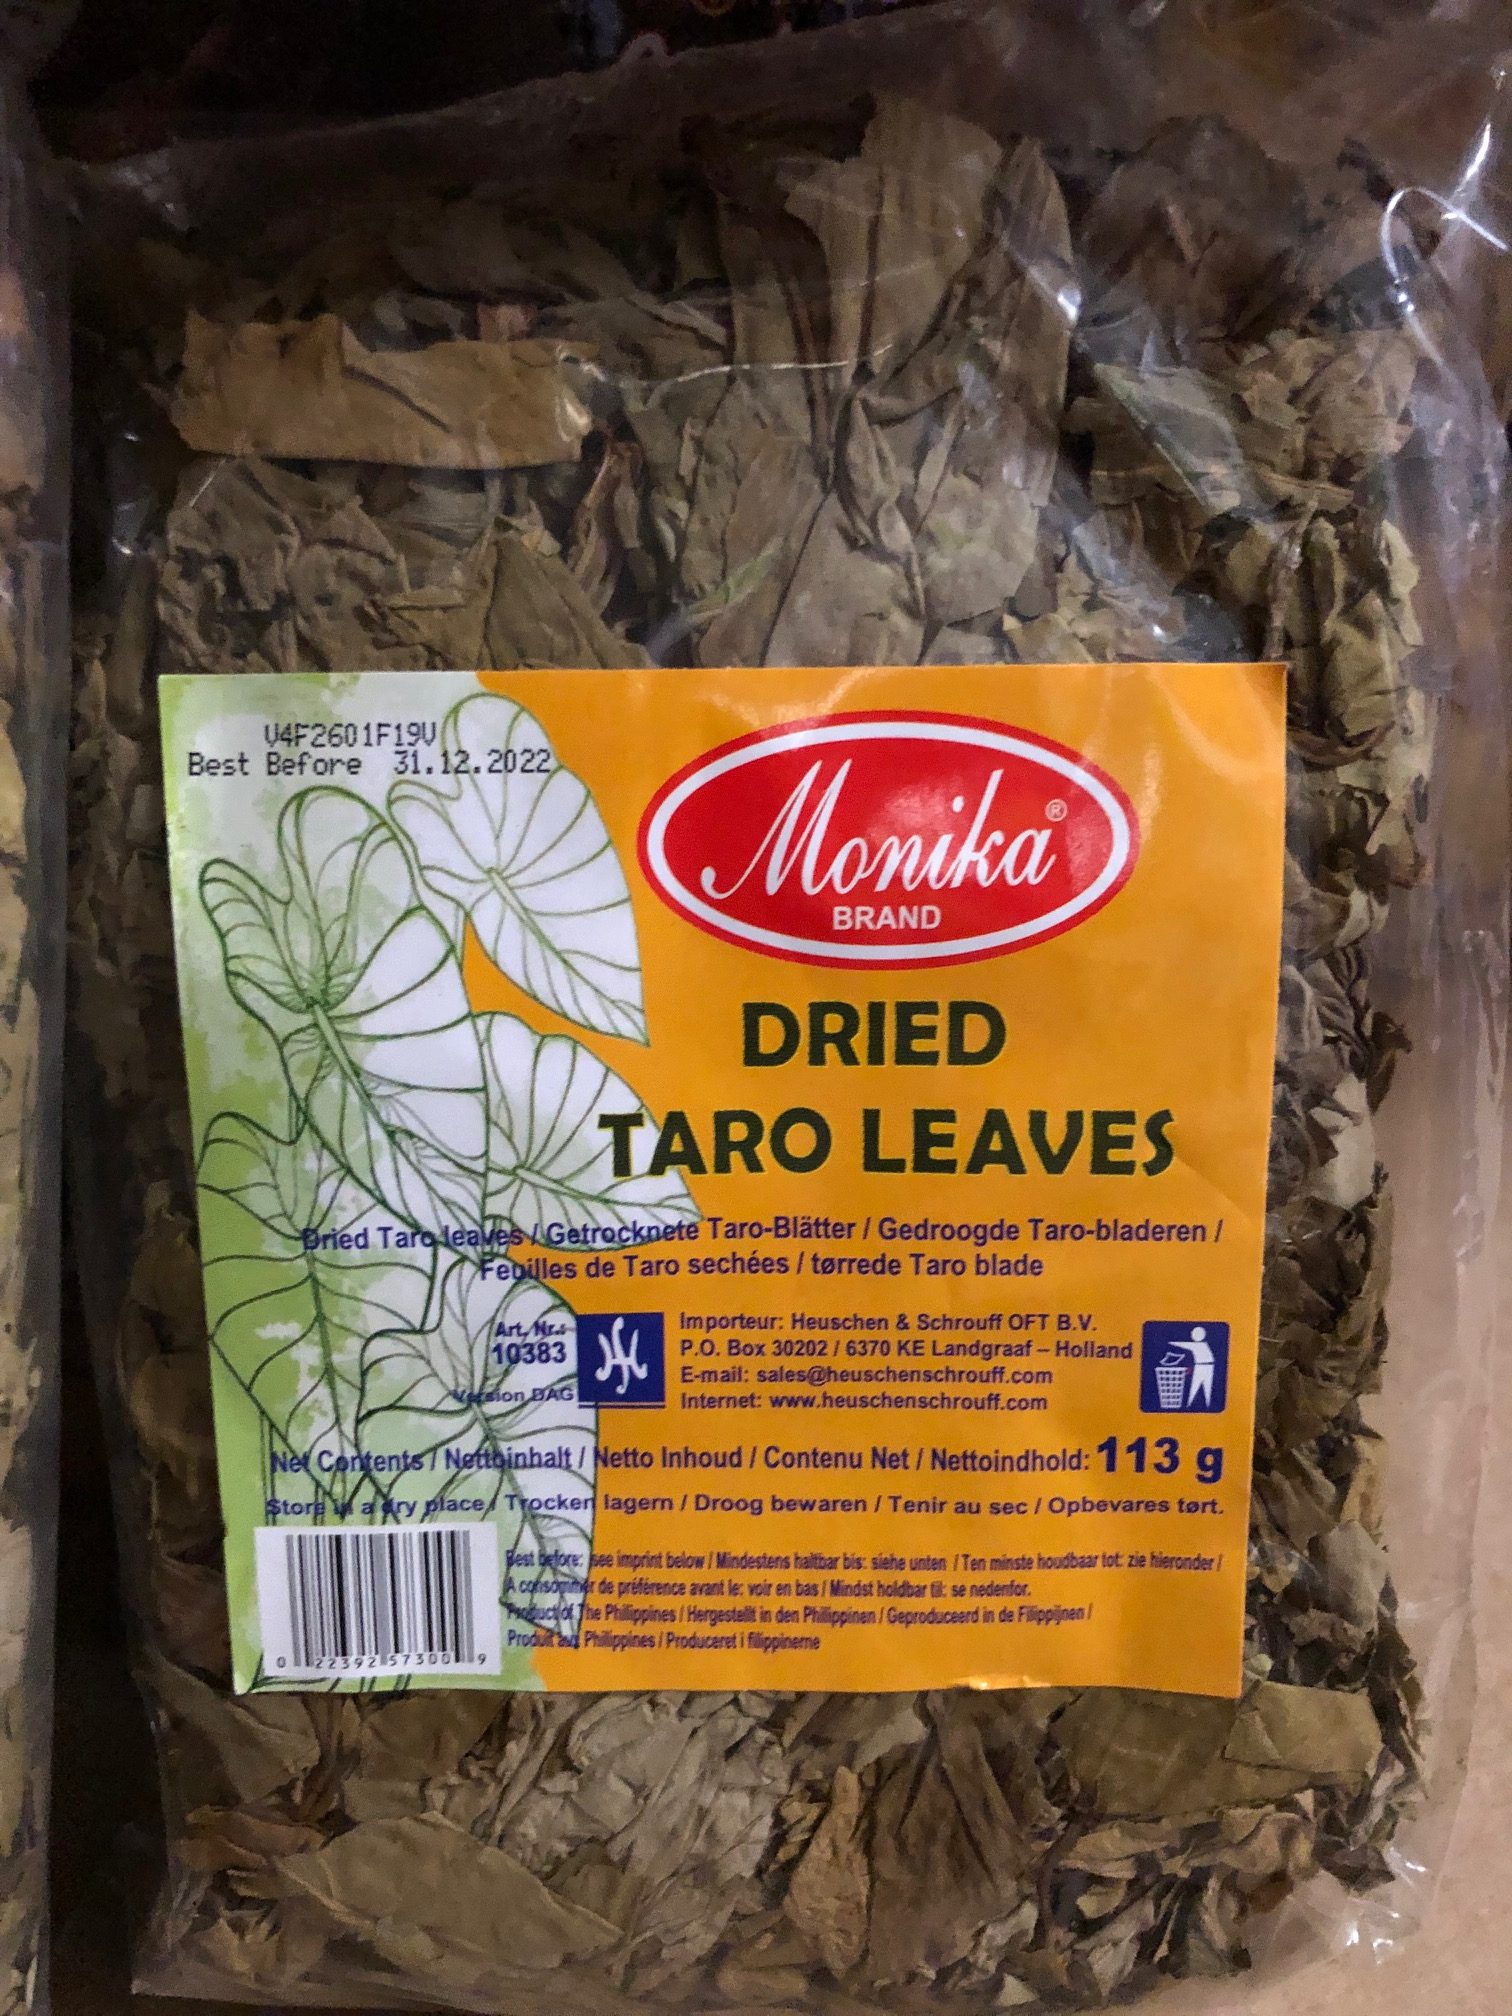 V4F2601F19V
Best Before 31.12.2022
Monika®
BRAND
DRIED
TARO LEAVES
Dried Taro leaves / Getrocknete Taro-Blätter / Gedroogde Taro-bladeren /
Feuilles de Taro sechées / tørrede Taro blade
Art. Nr.:
10383
Version DAG
Importeur: Heuschen & Schrouff OFT B.V.
P.O. Box 30202 / 6370 KE Landgraaf – Holland
E-mail: sales@heuschenschrouff.com
Internet: www.heuschenschrouff.com
Net Contents / Nettoinhalt / Netto Inhoud / Contenu Net / Nettoindhold: 113 g
Store in a dry place / Trocken lagern / Droog bewaren / Tenir au sec / Opbevares tørt.
Best before: see imprint below / Mindestens haltbar bis: siehe unten / Ten minste houdbaar tot: zie hieronder /
A consommer de préférence avant le: voir en bas / Mindst holdbar til: se nedenfor.
Product of The Philippines / Hergestellt in den Philippinen / Geproduceerd in de Filippijnen /
Produit aux Philippines / Produceret i filippinerne
0 22392 57300 9